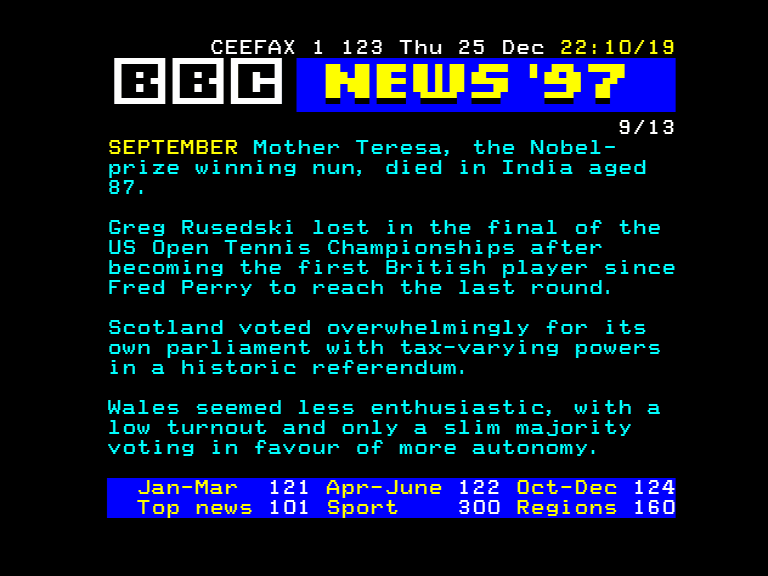 CEEFAX 1 123 Thu 25 Dec 22:10/19
BBC NEWS '97
9/13
SEPTEMBER Mother Teresa, the Nobel-
prize winning nun, died in India aged
87.
Greg Rusedski lost in the final of the
US Open Tennis Championships after
becoming the first British player since
Fred Perry to reach the last round.
Scotland voted overwhelmingly for its
own parliament with tax-varying powers
in a historic referendum.
Wales seemed less enthusiastic, with a
low turnout and only a slim majority
voting in favour of more autonomy.
Jan-Mar 121 Apr-June 122 Oct-Dec 124
Top news 101 Sport 300 Regions 160